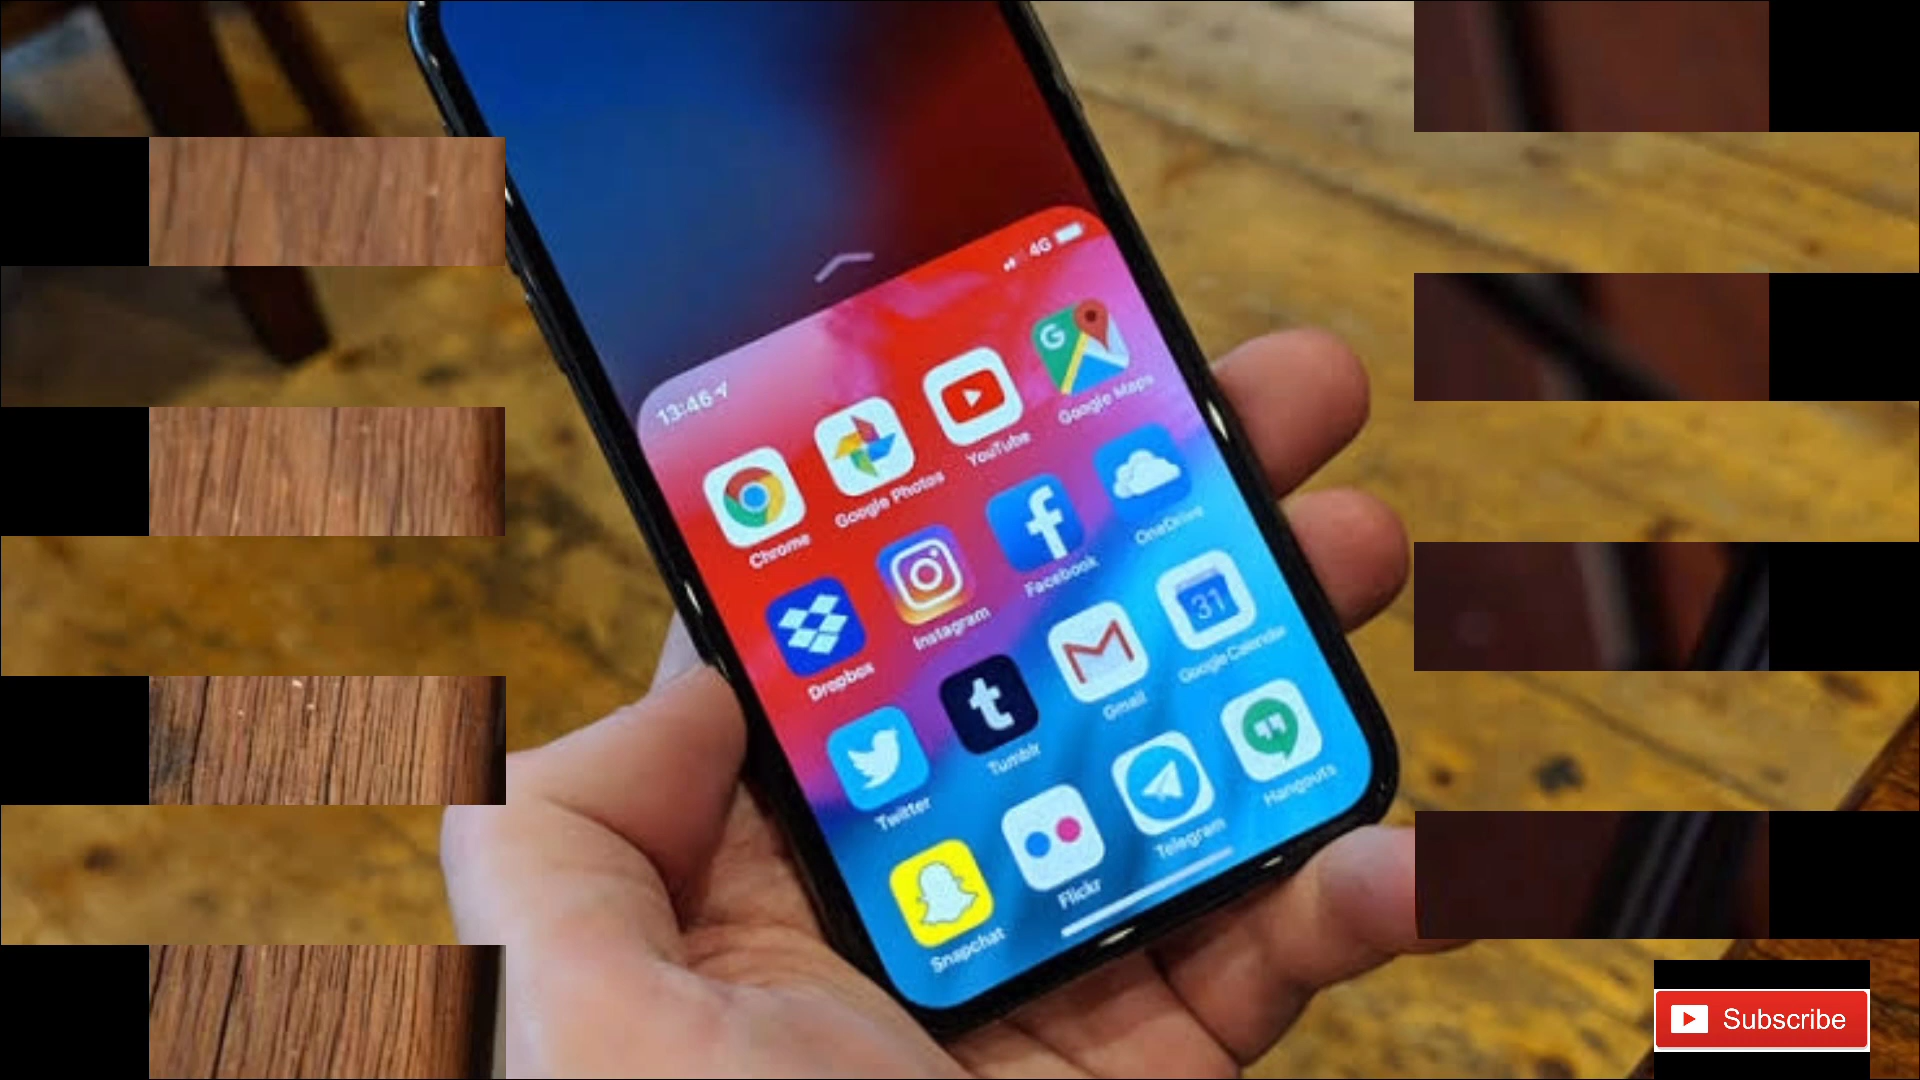 4G
13:46
Google Maps
YouTube
Google Photos
Chrome
OneDrive
Facebook
Instagram
Dropbox
31
Google Calendar
Gmail
Tumblr
Twitter
Hangouts
Telegram
Flickr
Snapchat
Subscribe